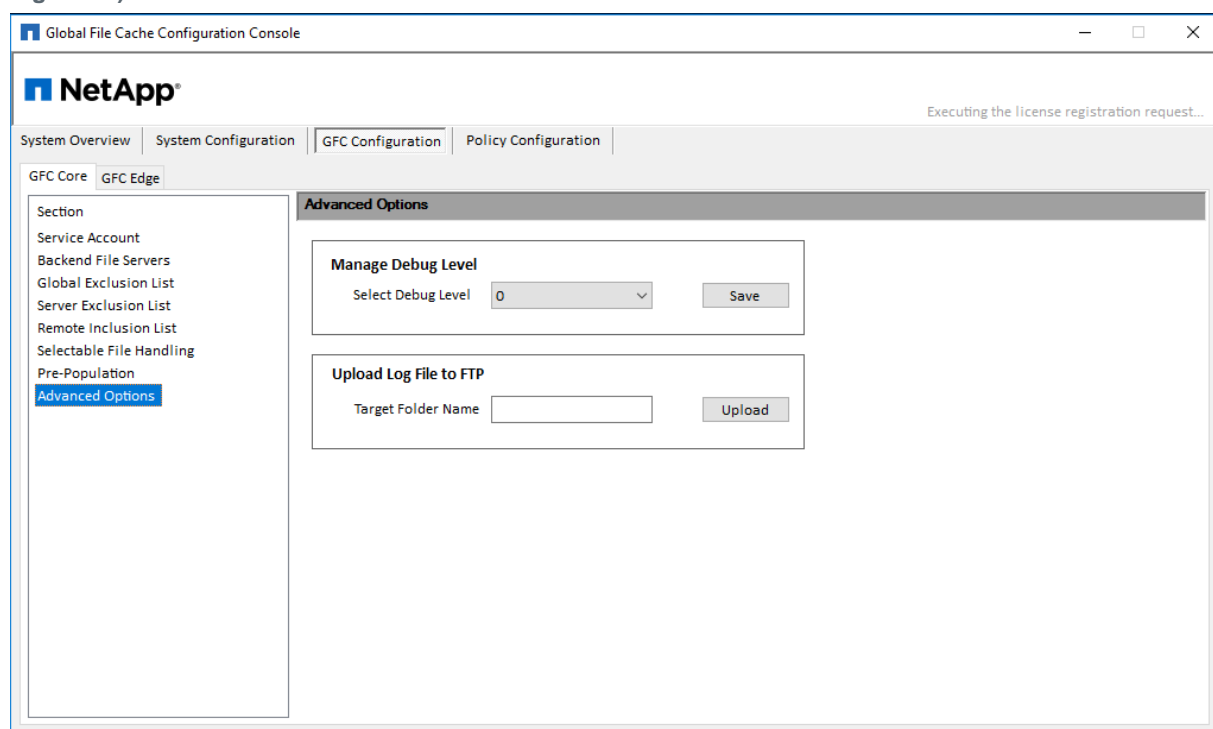 Global File Cache Configuration Console
NetApp®
Executing the license registration request...
System Overview System Configuration GFC Configuration Policy Configuration
GFC Core GFC Edge
Section
Service Account
Backend File Servers
Global Exclusion List
Server Exclusion List
Remote Inclusion List
Selectable File Handling
Pre-Population
Advanced Options
Advanced Options
Manage Debug Level
Select Debug Level 0 Save
Upload Log File to FTP
Target Folder Name Upload